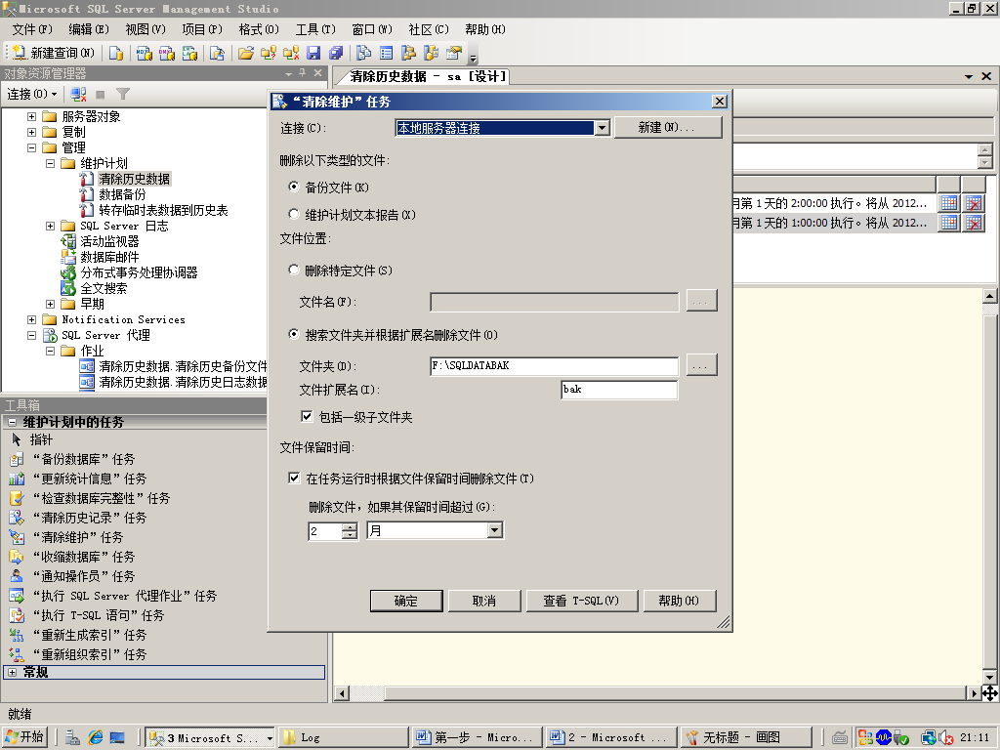 Microsoft SQL Server Management Studio
文件(F) 编辑(E) 视图(V) 项目(P) 格式(O) 工具(T) 窗口(W) 社区(C) 帮助(H)
新建查询(N)
对象资源管理器
连接(O)
服务器对象
复制
管理
维护计划
清除历史数据
数据备份
转存临时表数据到历史表
SQL Server 日志
活动监视器
数据库邮件
分布式事务处理协调器
全文搜索
早期
Notification Services
SQL Server 代理
作业
清除历史数据.清除历史备份文件
清除历史数据.清除历史日志数据
工具箱
维护计划中的任务
指针
“备份数据库”任务
“更新统计信息”任务
“检查数据库完整性”任务
“清除历史记录”任务
“清除维护”任务
“收缩数据库”任务
“通知操作员”任务
“执行 SQL Server 代理作业”任务
“执行 T-SQL 语句”任务
“重新生成索引”任务
“重新组织索引”任务
常规
清除历史数据 - sa [设计]
月第 1 天的 2:00:00 执行。将从 2012...
月第 1 天的 1:00:00 执行。将从 2012...
“清除维护”任务
连接(C): 本地服务器连接 新建(N)...
删除以下类型的文件:
备份文件(K)
维护计划文本报告(X)
文件位置:
删除特定文件(S)
文件名(F): ...
搜索文件夹并根据扩展名删除文件(O)
文件夹(D): F:\SQLDATABAK ...
文件扩展名(I): bak
包括一级子文件夹
文件保留时间:
在任务运行时根据文件保留时间删除文件(T)
删除文件，如果其保留时间超过(G):
2 月
确定 取消 查看 T-SQL(V) 帮助(H)
就绪
开始 3 Microsoft S... Log 第一步 - Micro... 2 - Microsoft ... 无标题 - 画图 21:11